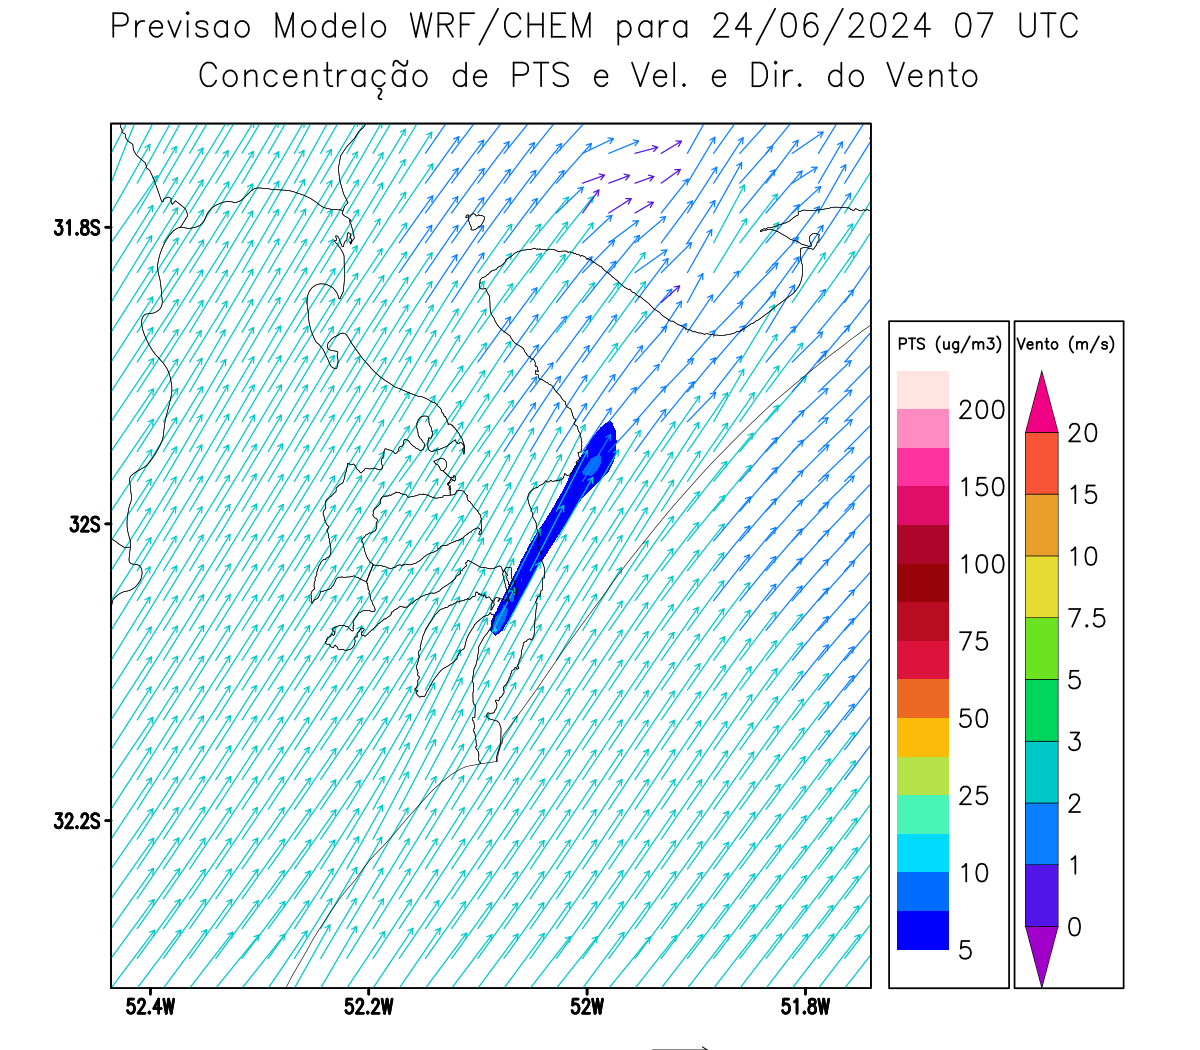 Previsao Modelo WRF/CHEM para 24/06/2024 07 UTC
Concentração de PTS e Vel. e Dir. do Vento
31.8S
32S
32.2S
52.4W
52.2W
52W
51.8W
PTS (ug/m3)
200
150
100
75
50
25
10
5
Vento (m/s)
20
15
10
7.5
5
3
2
1
0